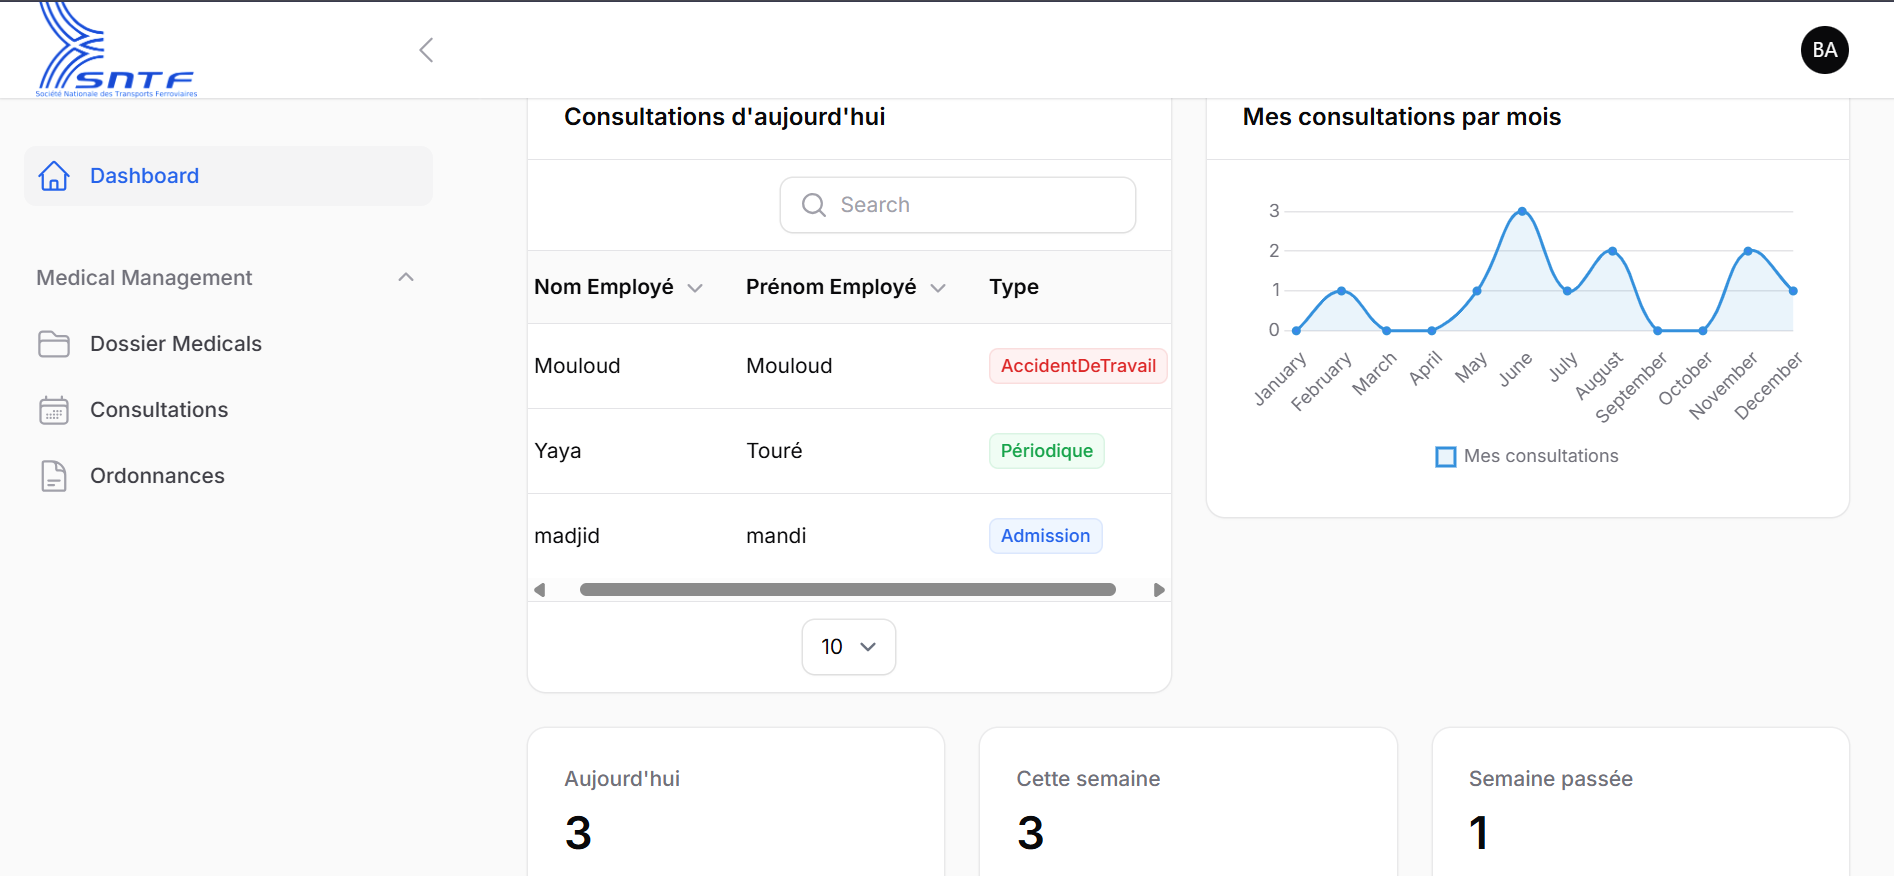 SNTF
Société Nationale des Transports Ferroviaires
BA
Dashboard
Medical Management
Dossier Medicals
Consultations
Ordonnances
Consultations d'aujourd'hui
Search
Nom Employé Prénom Employé Type
Mouloud Mouloud AccidentDeTravail
Yaya Touré Périodique
madjid mandi Admission
10
Mes consultations par mois
3
2
1
0
January February March April May June July August September October November December
Mes consultations
Aujourd'hui
3
Cette semaine
3
Semaine passée
1